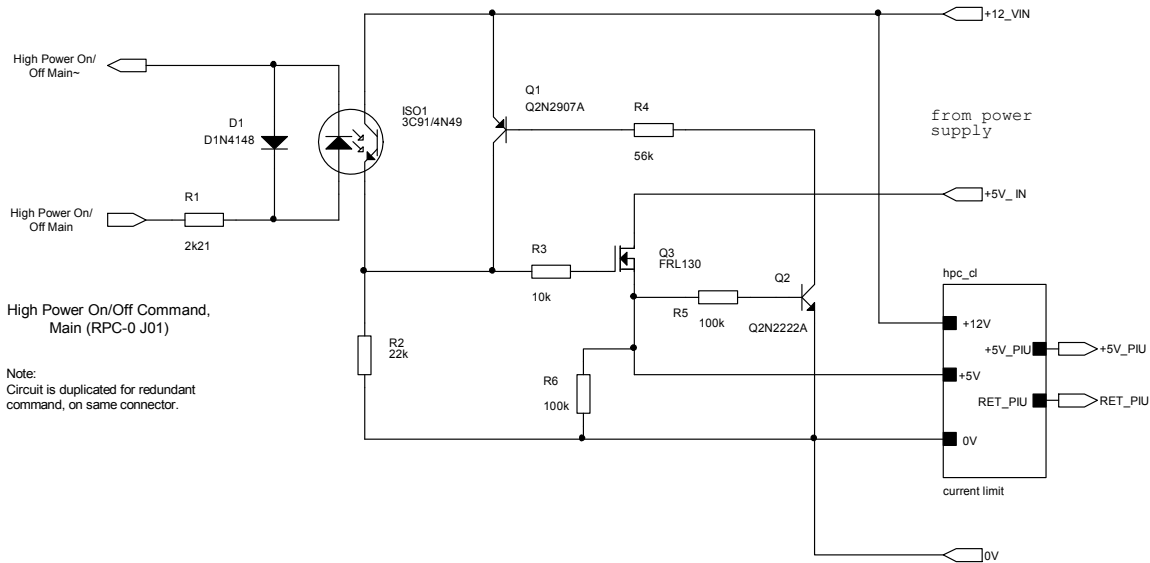 +12_VIN
High Power On/
Off Main~
Q1
Q2N2907A
R4
56k
ISO1
3C91/4N49
D1
D1N4148
from power
supply
R1
2k21
High Power On/
Off Main
+5V_ IN
R3
10k
Q3
FRL130
R5
100k
Q2
Q2N2222A
hpc_cl
+12V
+5V_PIU
+5V_PIU
+5V
RET_PIU
RET_PIU
0V
current limit
High Power On/Off Command,
Main (RPC-0 J01)
R2
22k
R6
100k
Note:
Circuit is duplicated for redundant
command, on same connector.
0V